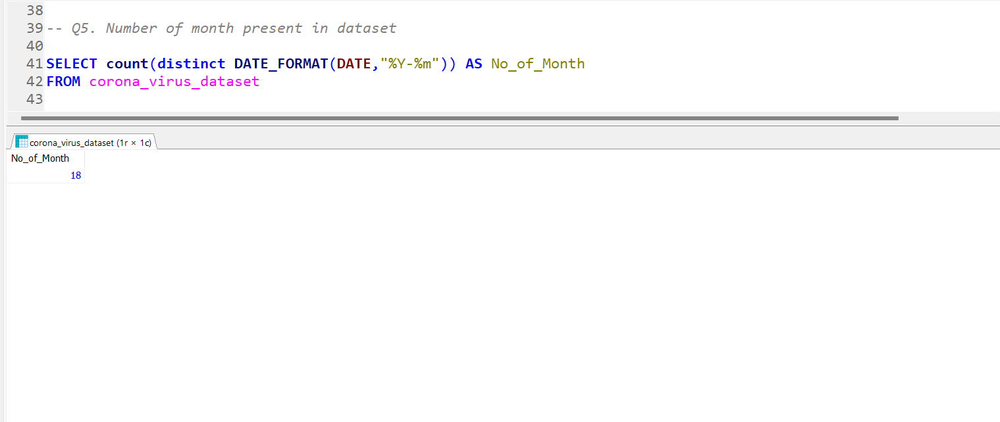 38
39 -- Q5. Number of month present in dataset
40
41 SELECT count(distinct DATE_FORMAT(DATE,"%Y-%m")) AS No_of_Month
42 FROM corona_virus_dataset
43
corona_virus_dataset (1r × 1c)
No_of_Month
18